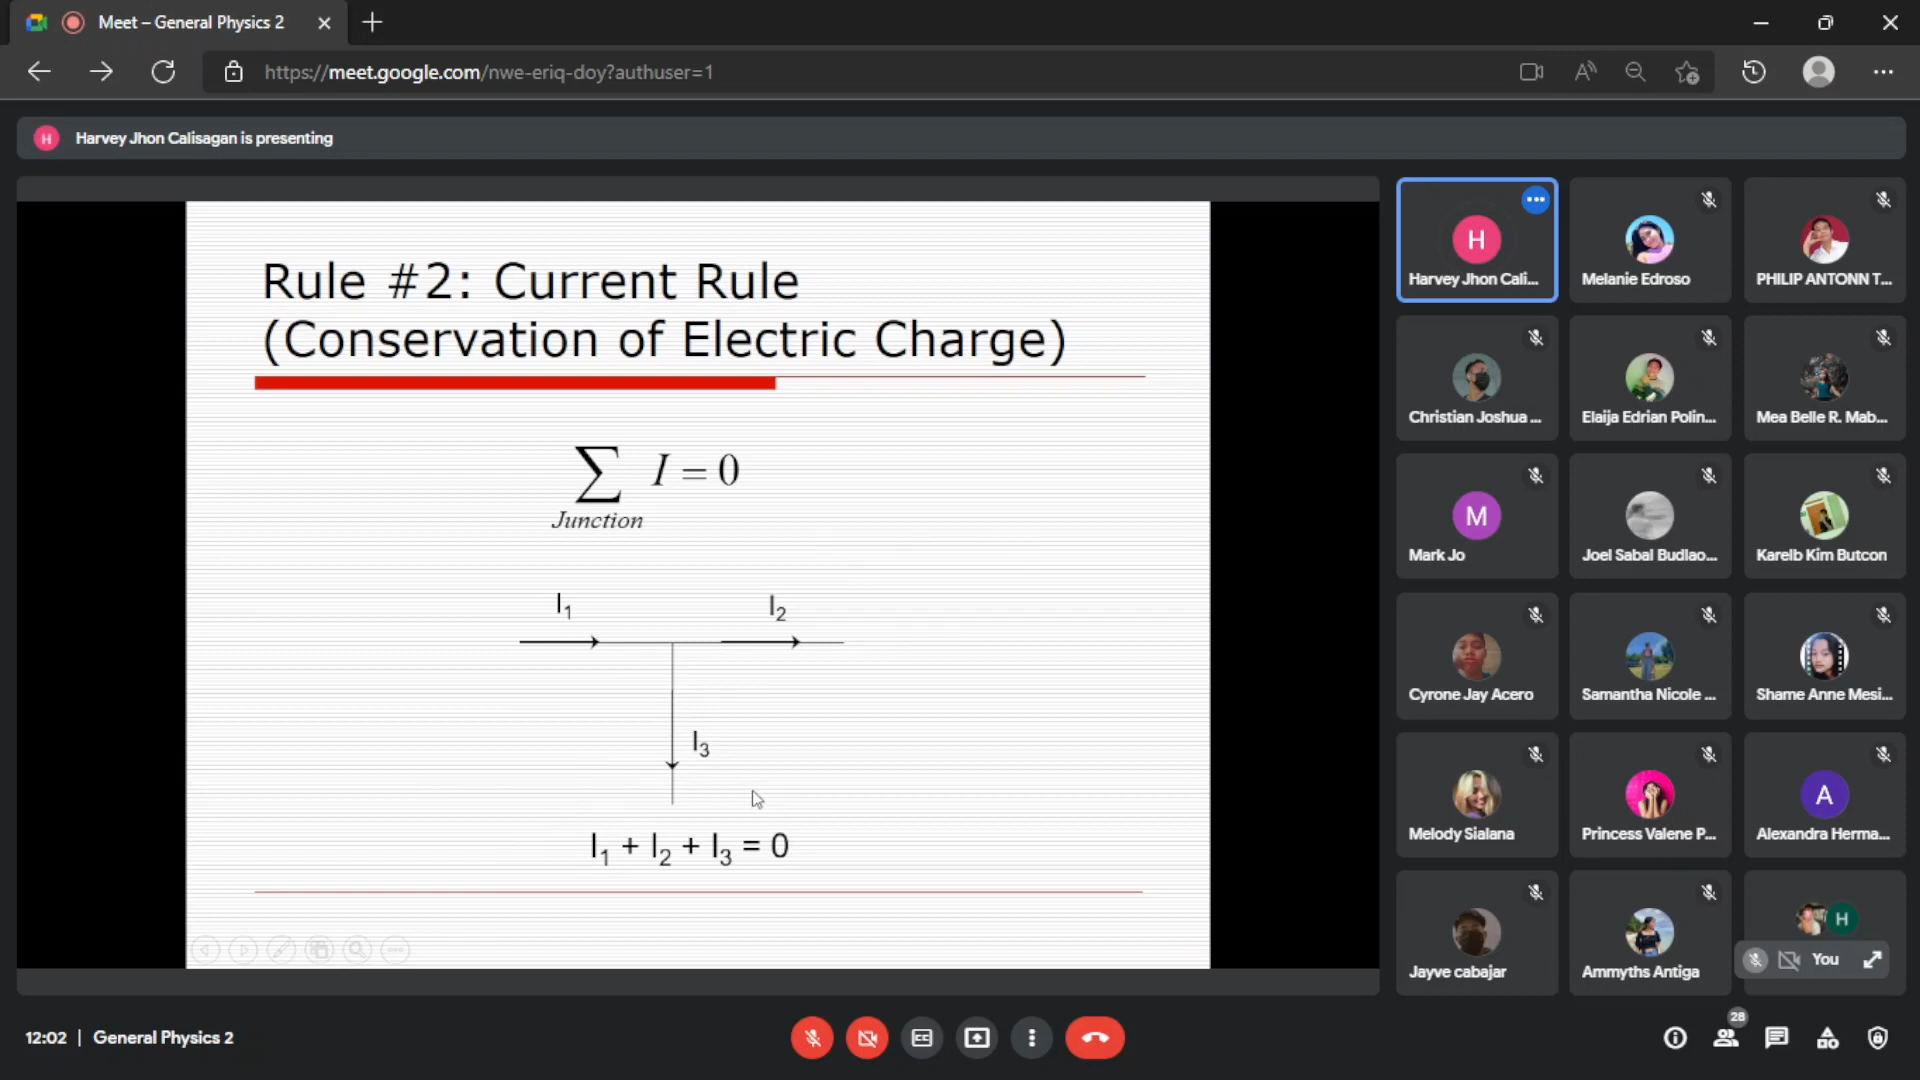 Meet – General Physics 2
https://meet.google.com/nwe-eriq-doy?authuser=1
H Harvey Jhon Calisagan is presenting
Rule #2: Current Rule
(Conservation of Electric Charge)
∑ I = 0
Junction
I₁ I₂
I₃
I₁ + I₂ + I₃ = 0
H
Harvey Jhon Cali...
Melanie Edroso
PHILIP ANTONN T...
Christian Joshua ...
Elaija Edrian Polin...
Mea Belle R. Mab...
M
Mark Jo
Joel Sabal Budlao...
Karelb Kim Butcon
Cyrone Jay Acero
Samantha Nicole ...
Shame Anne Mesi...
A
Melody Sialana
Princess Valene P...
Alexandra Herma...
H
Jayve cabajar
Ammyths Antiga
You
12:02 | General Physics 2
28